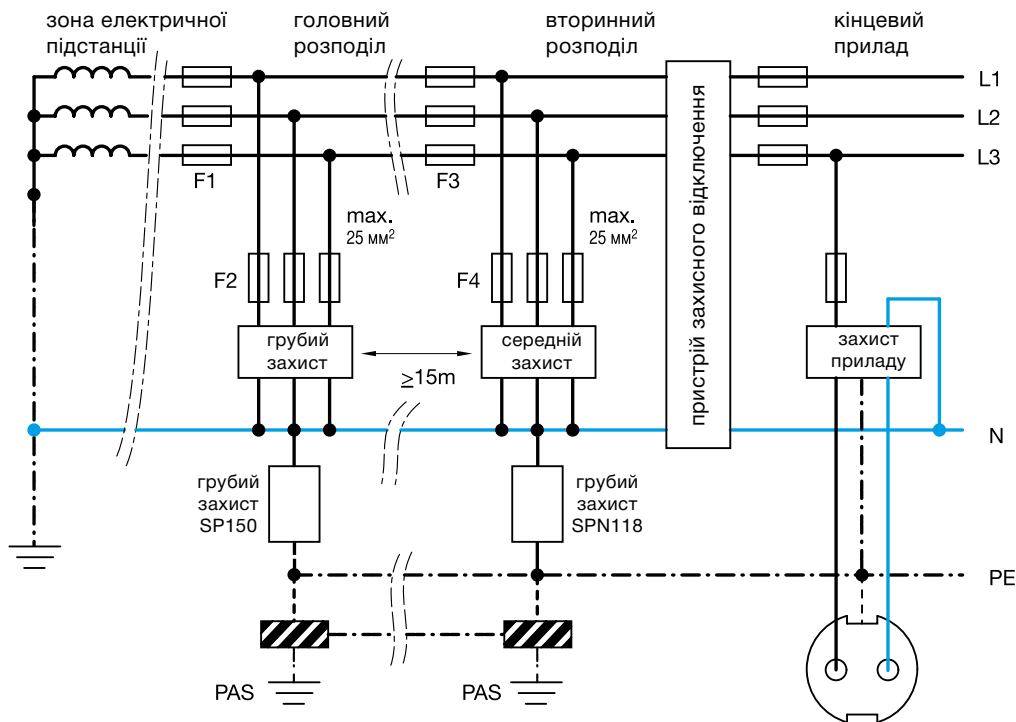 зона електричної
підстанції
головний
розподіл
вторинний
розподіл
кінцевий
прилад
L1
L2
L3
F1
F3
max.
25 мм²
max.
25 мм²
F2
F4
грубий
захист
≥15m
середній
захист
пристрій захисного відключення
захист
приладу
N
грубий
захист
SP150
грубий
захист
SPN118
PE
PAS
PAS